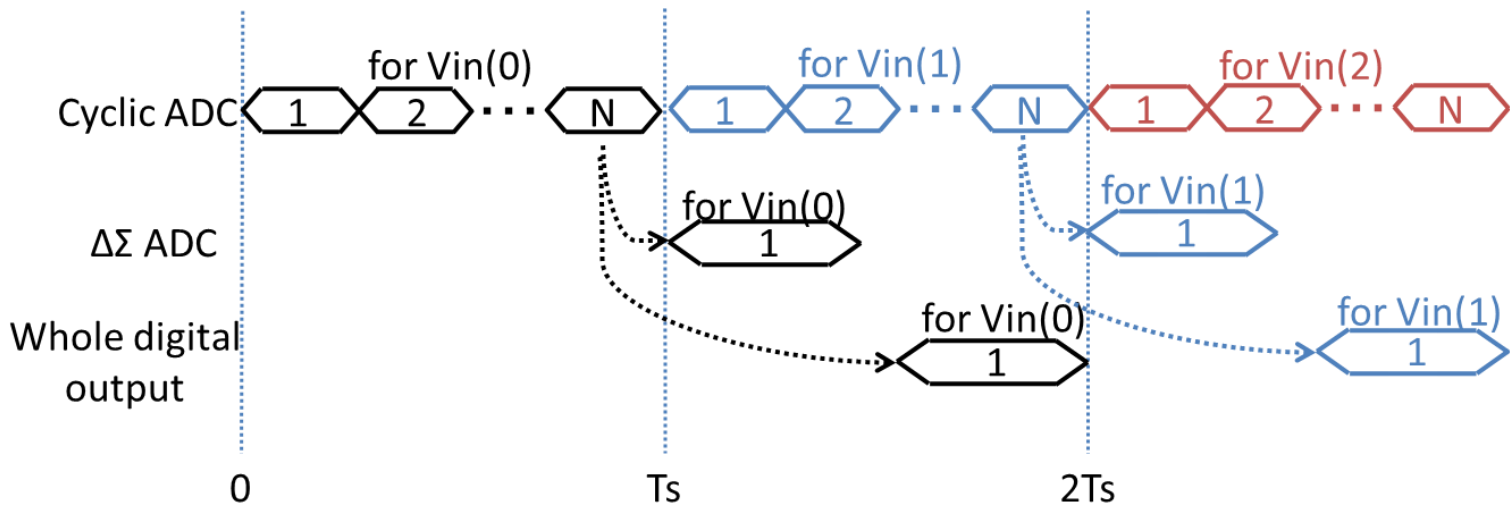 for Vin(0) for Vin(1) for Vin(2)
Cyclic ADC 1 2 ···· N 1 2 ···· N 1 2 ···· N
for Vin(0) for Vin(1)
ΔΣ ADC 1 1
for Vin(0) for Vin(1)
Whole digital
output 1 1
0 Ts 2Ts